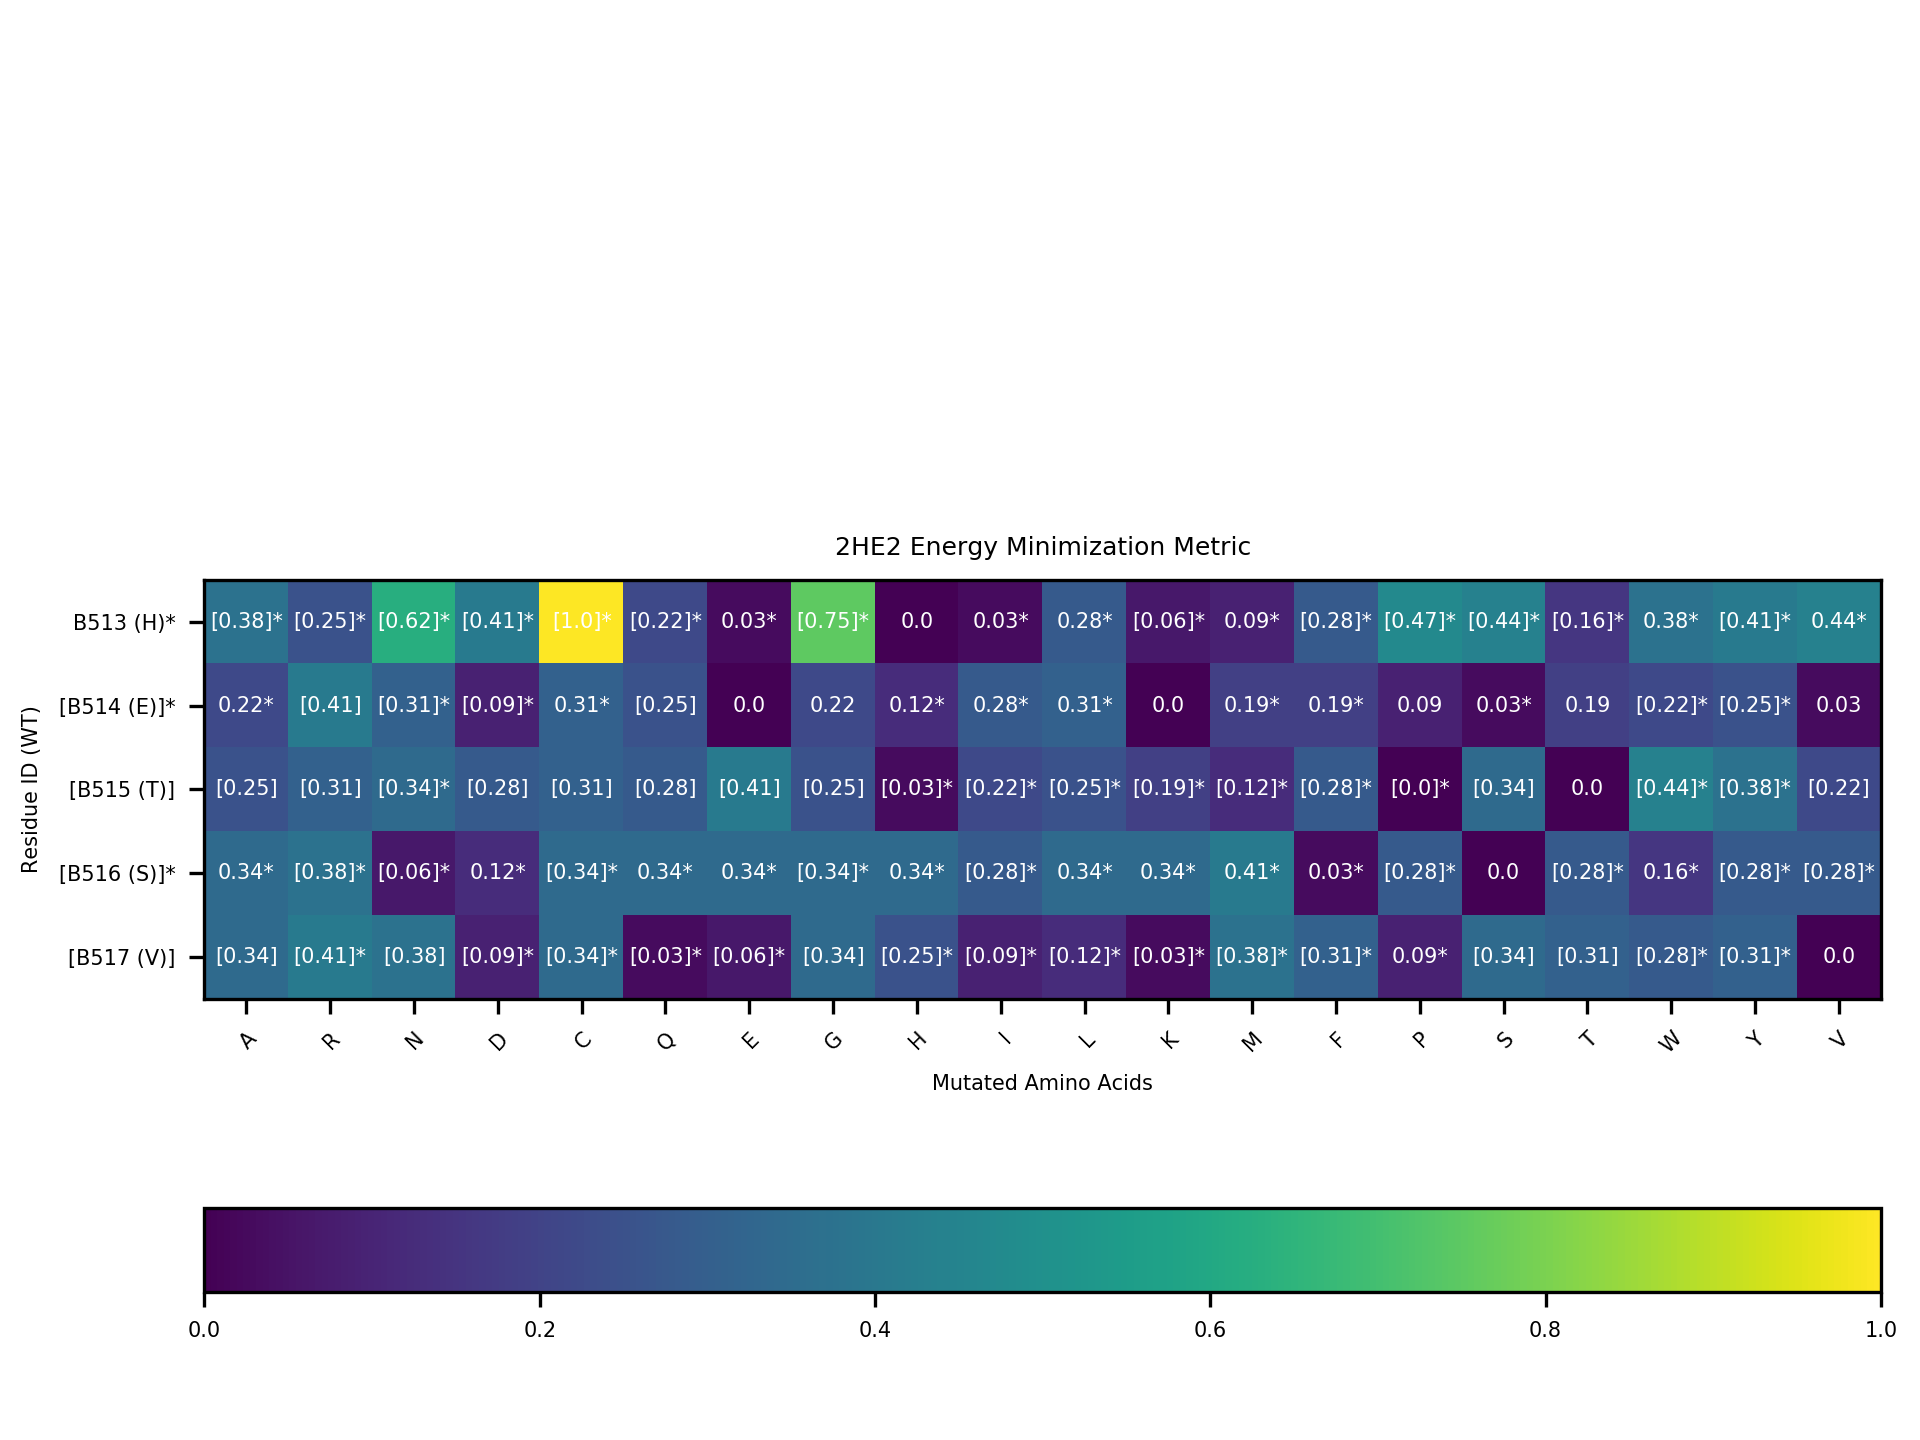 2HE2 Energy Minimization Metric
Residue ID (WT)
B513 (H)* [0.38]* [0.25]* [0.62]* [0.41]* [1.0]* [0.22]* 0.03* [0.75]* 0.0 0.03* 0.28* [0.06]* 0.09* [0.28]* [0.47]* [0.44]* [0.16]* 0.38* [0.41]* 0.44*
[B514 (E)]* 0.22* [0.41] [0.31]* [0.09]* 0.31* [0.25] 0.0 0.22 0.12* 0.28* 0.31* 0.0 0.19* 0.19* 0.09 0.03* 0.19 [0.22]* [0.25]* 0.03
[B515 (T)] [0.25] [0.31] [0.34]* [0.28] [0.31] [0.28] [0.41] [0.25] [0.03]* [0.22]* [0.25]* [0.19]* [0.12]* [0.28]* [0.0]* [0.34] 0.0 [0.44]* [0.38]* [0.22]
[B516 (S)]* 0.34* [0.38]* [0.06]* 0.12* [0.34]* 0.34* 0.34* [0.34]* 0.34* [0.28]* 0.34* 0.34* 0.41* 0.03* [0.28]* 0.0 [0.28]* 0.16* [0.28]* [0.28]*
[B517 (V)] [0.34] [0.41]* [0.38] [0.09]* [0.34]* [0.03]* [0.06]* [0.34] [0.25]* [0.09]* [0.12]* [0.03]* [0.38]* [0.31]* 0.09* [0.34] [0.31] [0.28]* [0.31]* 0.0
A R N D C Q E G H I L K M F P S T W Y V
Mutated Amino Acids
0.0 0.2 0.4 0.6 0.8 1.0